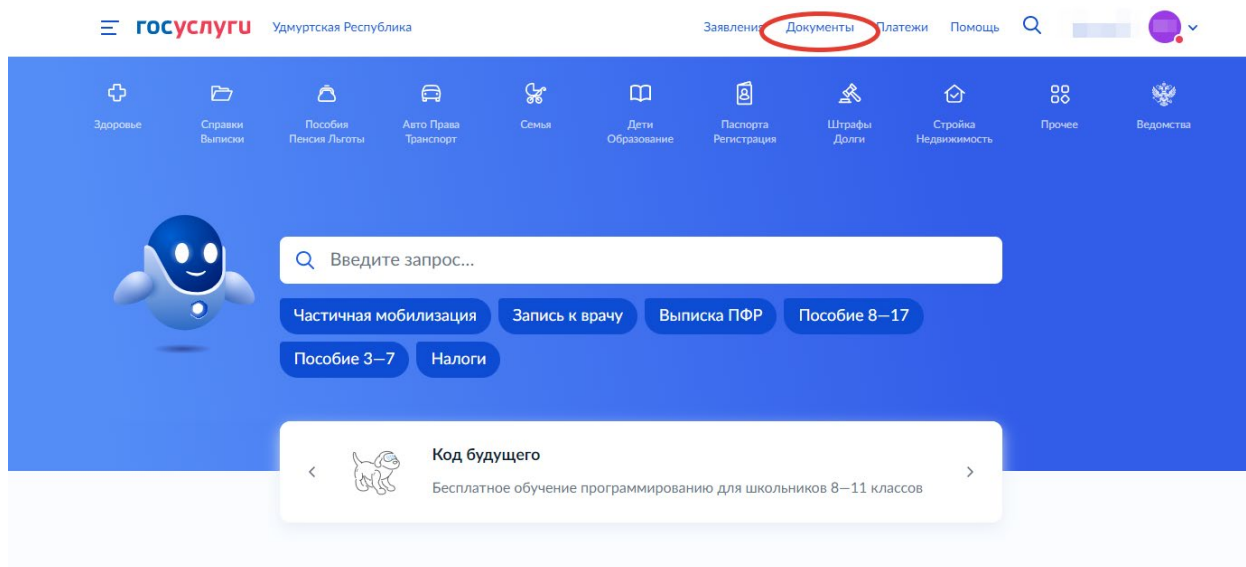 госуслуги Удмуртская Республика Заявления Документы Платежи Помощь
Здоровье
Справки
Выписки
Пособия
Пенсия Льготы
Авто Права
Транспорт
Семья
Дети
Образование
Паспорта
Регистрация
Штрафы
Долги
Стройка
Недвижимость
Прочее
Ведомства
Введите запрос...
Частичная мобилизация Запись к врачу Выписка ПФР Пособие 8—17
Пособие 3—7 Налоги
Код будущего
Бесплатное обучение программированию для школьников 8—11 классов